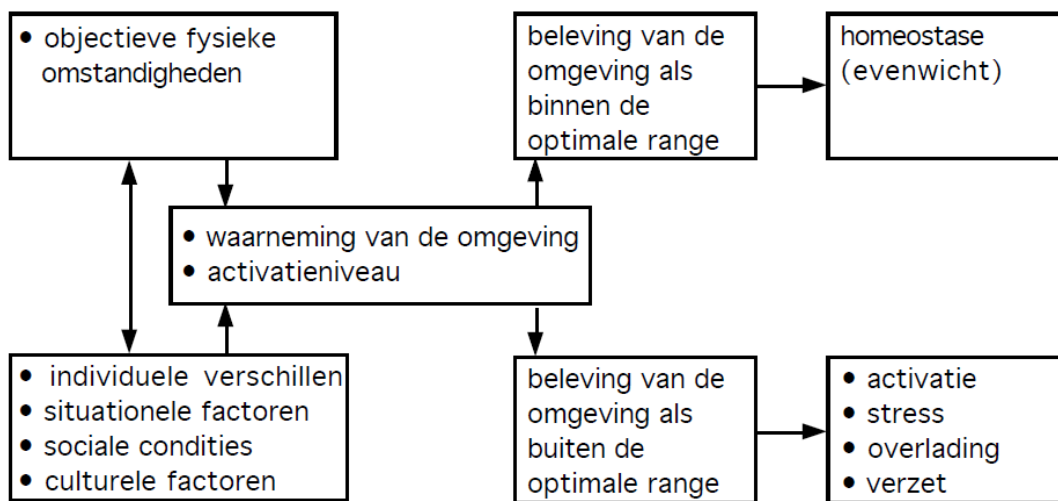 • objectieve fysieke
omstandigheden
beleving van de
omgeving als
binnen de
optimale range
homeostase
(evenwicht)
• waarneming van de omgeving
• activatieniveau
• individuele verschillen
• situationele factoren
• sociale condities
• culturele factoren
beleving van de
omgeving als
buiten de
optimale range
• activatie
• stress
• overlading
• verzet